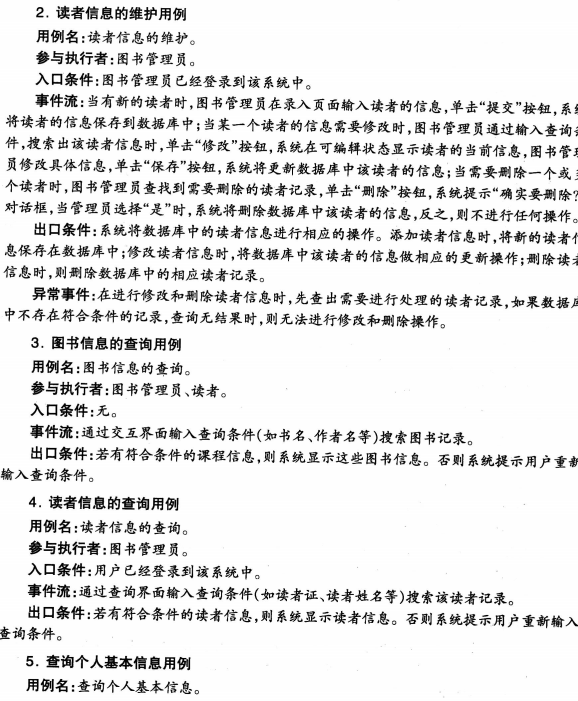 2. 读者信息的维护用例
用例名:读者信息的维护。
参与执行者:图书管理员。
入口条件:图书管理员已经登录到该系统中。
事件流:当有新的读者时,图书管理员在录入页面输入读者的信息,单击“提交”按钮,系
将读者的信息保存到数据库中;当某一个读者的信息需要修改时,图书管理员通过输入查询
件,搜索出该读者信息时,单击“修改”按钮,系统在可编辑状态显示读者的当前信息,图书管
员修改具体信息,单击“保存”按钮,系统将更新数据库中该读者的信息;当需要删除一个或
个读者时,图书管理员查找到需要删除的读者记录,单击“删除”按钮,系统提示“确实要删除?
对话框,当管理员选择“是”时,系统将删除数据库中该读者的信息,反之,则不进行任何操作。
出口条件:系统将数据库中的读者信息进行相应的操作。添加读者信息时,将新的读者
息保存在数据库中;修改读者信息时,将数据库中该读者的信息做相应的更新操作;删除读
信息时,则删除数据库中的相应读者记录。
异常事件:在进行修改和删除读者信息时,先查出需要进行处理的读者记录,如果数据
中不存在符合条件的记录,查询无结果时,则无法进行修改和删除操作。
3. 图书信息的查询用例
用例名:图书信息的查询。
参与执行者:图书管理员、读者。
入口条件:无。
事件流:通过交互界面输入查询条件(如书名、作者名等)搜索图书记录。
出口条件:若有符合条件的课程信息,则系统显示这些图书信息。否则系统提示用户重新
输入查询条件。
4. 读者信息的查询用例
用例名:读者信息的查询。
参与执行者:图书管理员。
入口条件:用户已经登录到该系统中。
事件流:通过查询界面输入查询条件(如读者证、读者姓名等)搜索该读者记录。
出口条件:若有符合条件的读者信息,则系统显示读者信息。否则系统提示用户重新输入
查询条件。
5. 查询个人基本信息用例
用例名:查询个人基本信息。